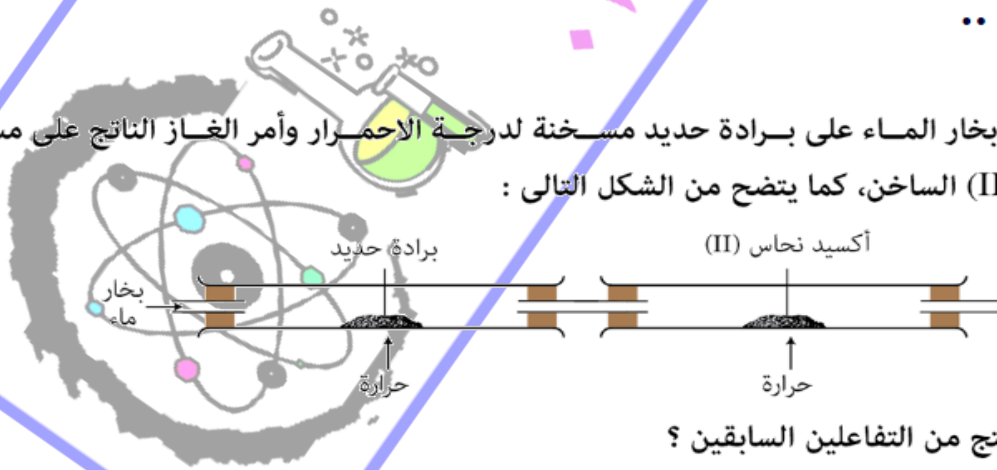 بخار المـاء على بـرادة حديد مسـخنة لدرجـة الاحمـرار وأمر الغـاز الناتج على
(II) الساخن، كما يتضح من الشكل التالى :
أكسيد نحاس (II)
برادة حديد
بخار
ماء
حرارة
حرارة
من التفاعلين السابقين ؟